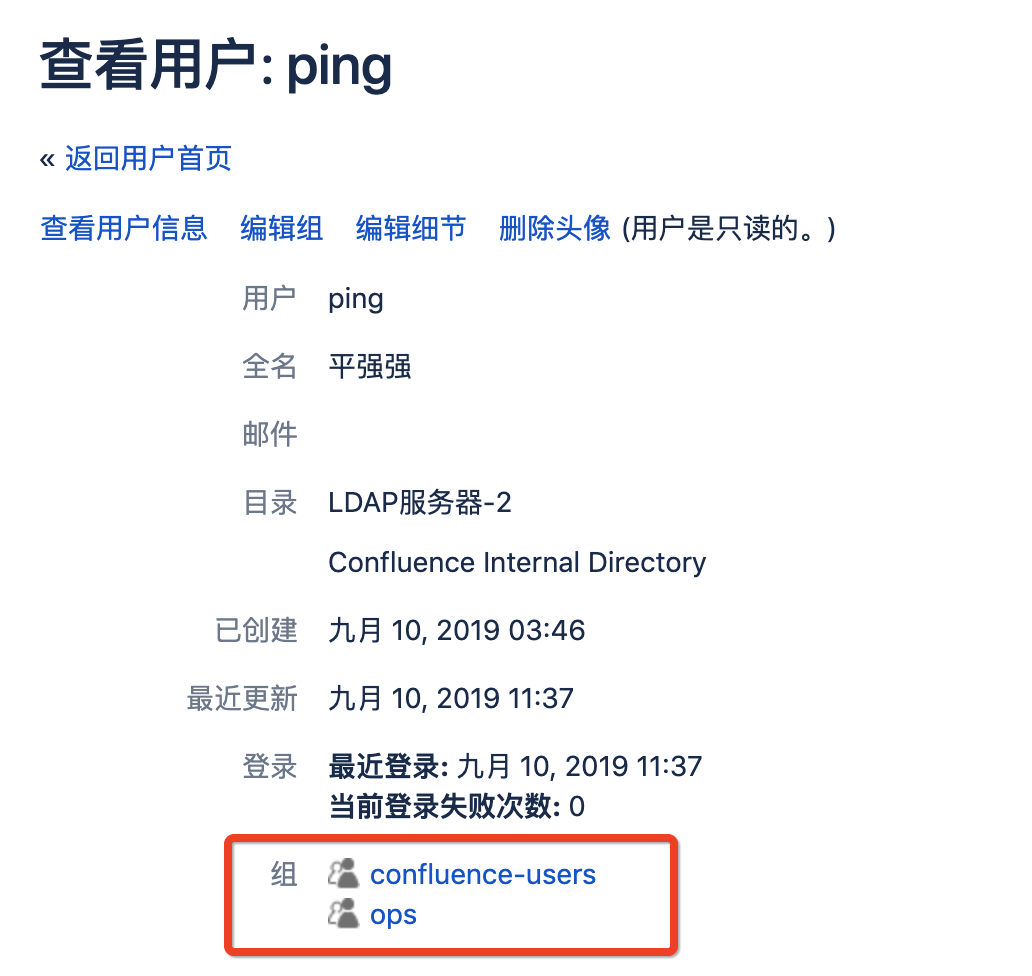 查看用户: ping
« 返回用户首页
查看用户信息 编辑组 编辑细节 删除头像 (用户是只读的。)
用户 ping
全名 平强强
邮件
目录 LDAP服务器-2
Confluence Internal Directory
已创建 九月 10, 2019 03:46
最近更新 九月 10, 2019 11:37
登录 最近登录: 九月 10, 2019 11:37
当前登录失败次数: 0
组 confluence-users
ops